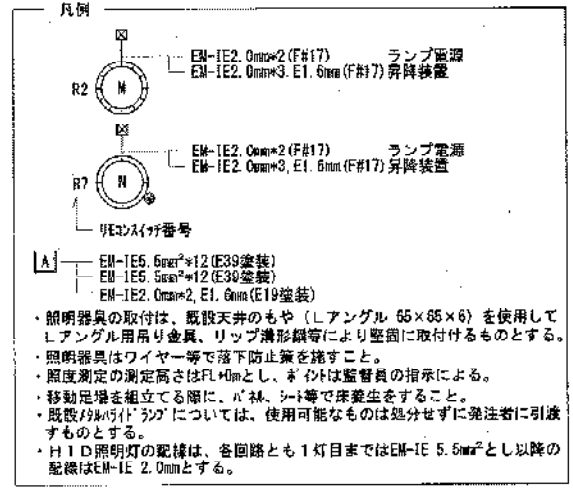 凡例
EM-IE2.0mm*2(F#17) ランプ電源
EM-IE2.0mm*3.E1.6mm(F#17)昇降装置
R2 M
EM-IE2.0mm*2(F#17) ランプ電源
EM-IE2.0mm*3,E1.6mm(F#17)昇降装置
R7 M
リモコンスイッチ番号
A EM-IE5.5mm²*12(E39塗装)
EM-IE5.5mm²*12(E39塗装)
EM-IE2.0mm*2,E1.6mm(E19塗装)
・照明器具の取付は、既設天井のもや（Lアングル 65×65×6）を使用して
Lアングル用吊り金具、リップ溝形鋼等により堅固に取付けるものとする。
・照明器具はワイヤー等で落下防止策を施すこと。
・照度測定の測定高さはFL+0mとし、ポイントは監督員の指示による。
・移動足場を組立てる際に、パネル、シート等で床養生をすること。
・既設メタルハライドランプについては、使用可能なものは処分せずに発注者に引渡
すものとする。
・HID照明灯の配線は、各回路とも1灯目まではEM-IE 5.5mm²とし以降の
配線はEM-IE 2.0mmとする。